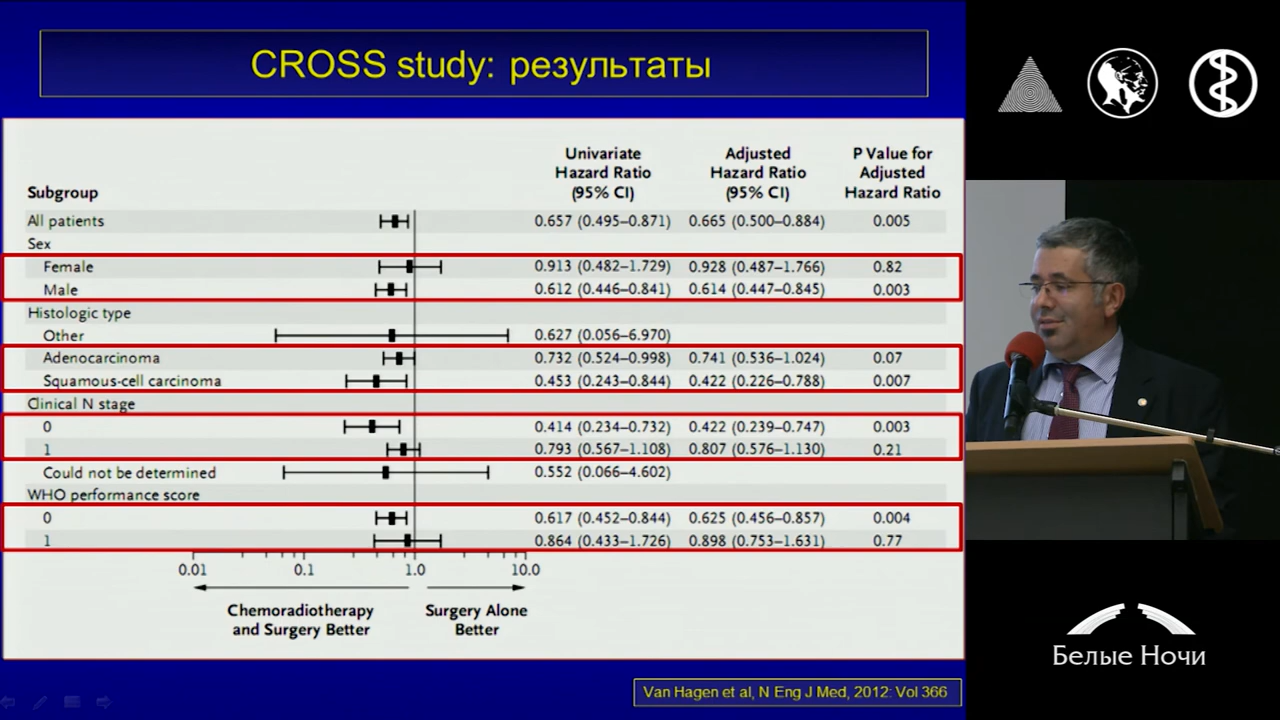 CROSS study: результаты
Subgroup
Univariate Hazard Ratio (95% CI)
Adjusted Hazard Ratio (95% CI)
P Value for Adjusted Hazard Ratio
All patients 0.657 (0.495–0.871) 0.665 (0.500–0.884) 0.005
Sex
Female 0.913 (0.482–1.729) 0.928 (0.487–1.766) 0.82
Male 0.612 (0.446–0.841) 0.614 (0.447–0.845) 0.003
Histologic type
Other 0.627 (0.056–6.970)
Adenocarcinoma 0.732 (0.524–0.998) 0.741 (0.536–1.024) 0.07
Squamous-cell carcinoma 0.453 (0.243–0.844) 0.422 (0.226–0.788) 0.007
Clinical N stage
0 0.414 (0.234–0.732) 0.422 (0.239–0.747) 0.003
1 0.793 (0.567–1.108) 0.807 (0.576–1.130) 0.21
Could not be determined 0.552 (0.066–4.602)
WHO performance score
0 0.617 (0.452–0.844) 0.625 (0.456–0.857) 0.004
1 0.864 (0.433–1.726) 0.898 (0.753–1.631) 0.77
0.01 0.1 1.0 10.0
Chemoradiotherapy and Surgery Better
Surgery Alone Better
Van Hagen et al, N Eng J Med, 2012: Vol 366
Белые Ночи